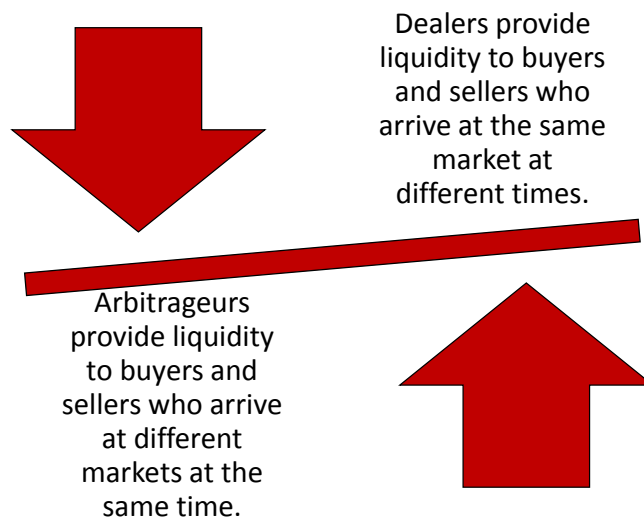 Dealers provide
liquidity to buyers
and sellers who
arrive at the same
market at
different times.
Arbitrageurs
provide liquidity
to buyers and
sellers who arrive
at different
markets at the
same time.